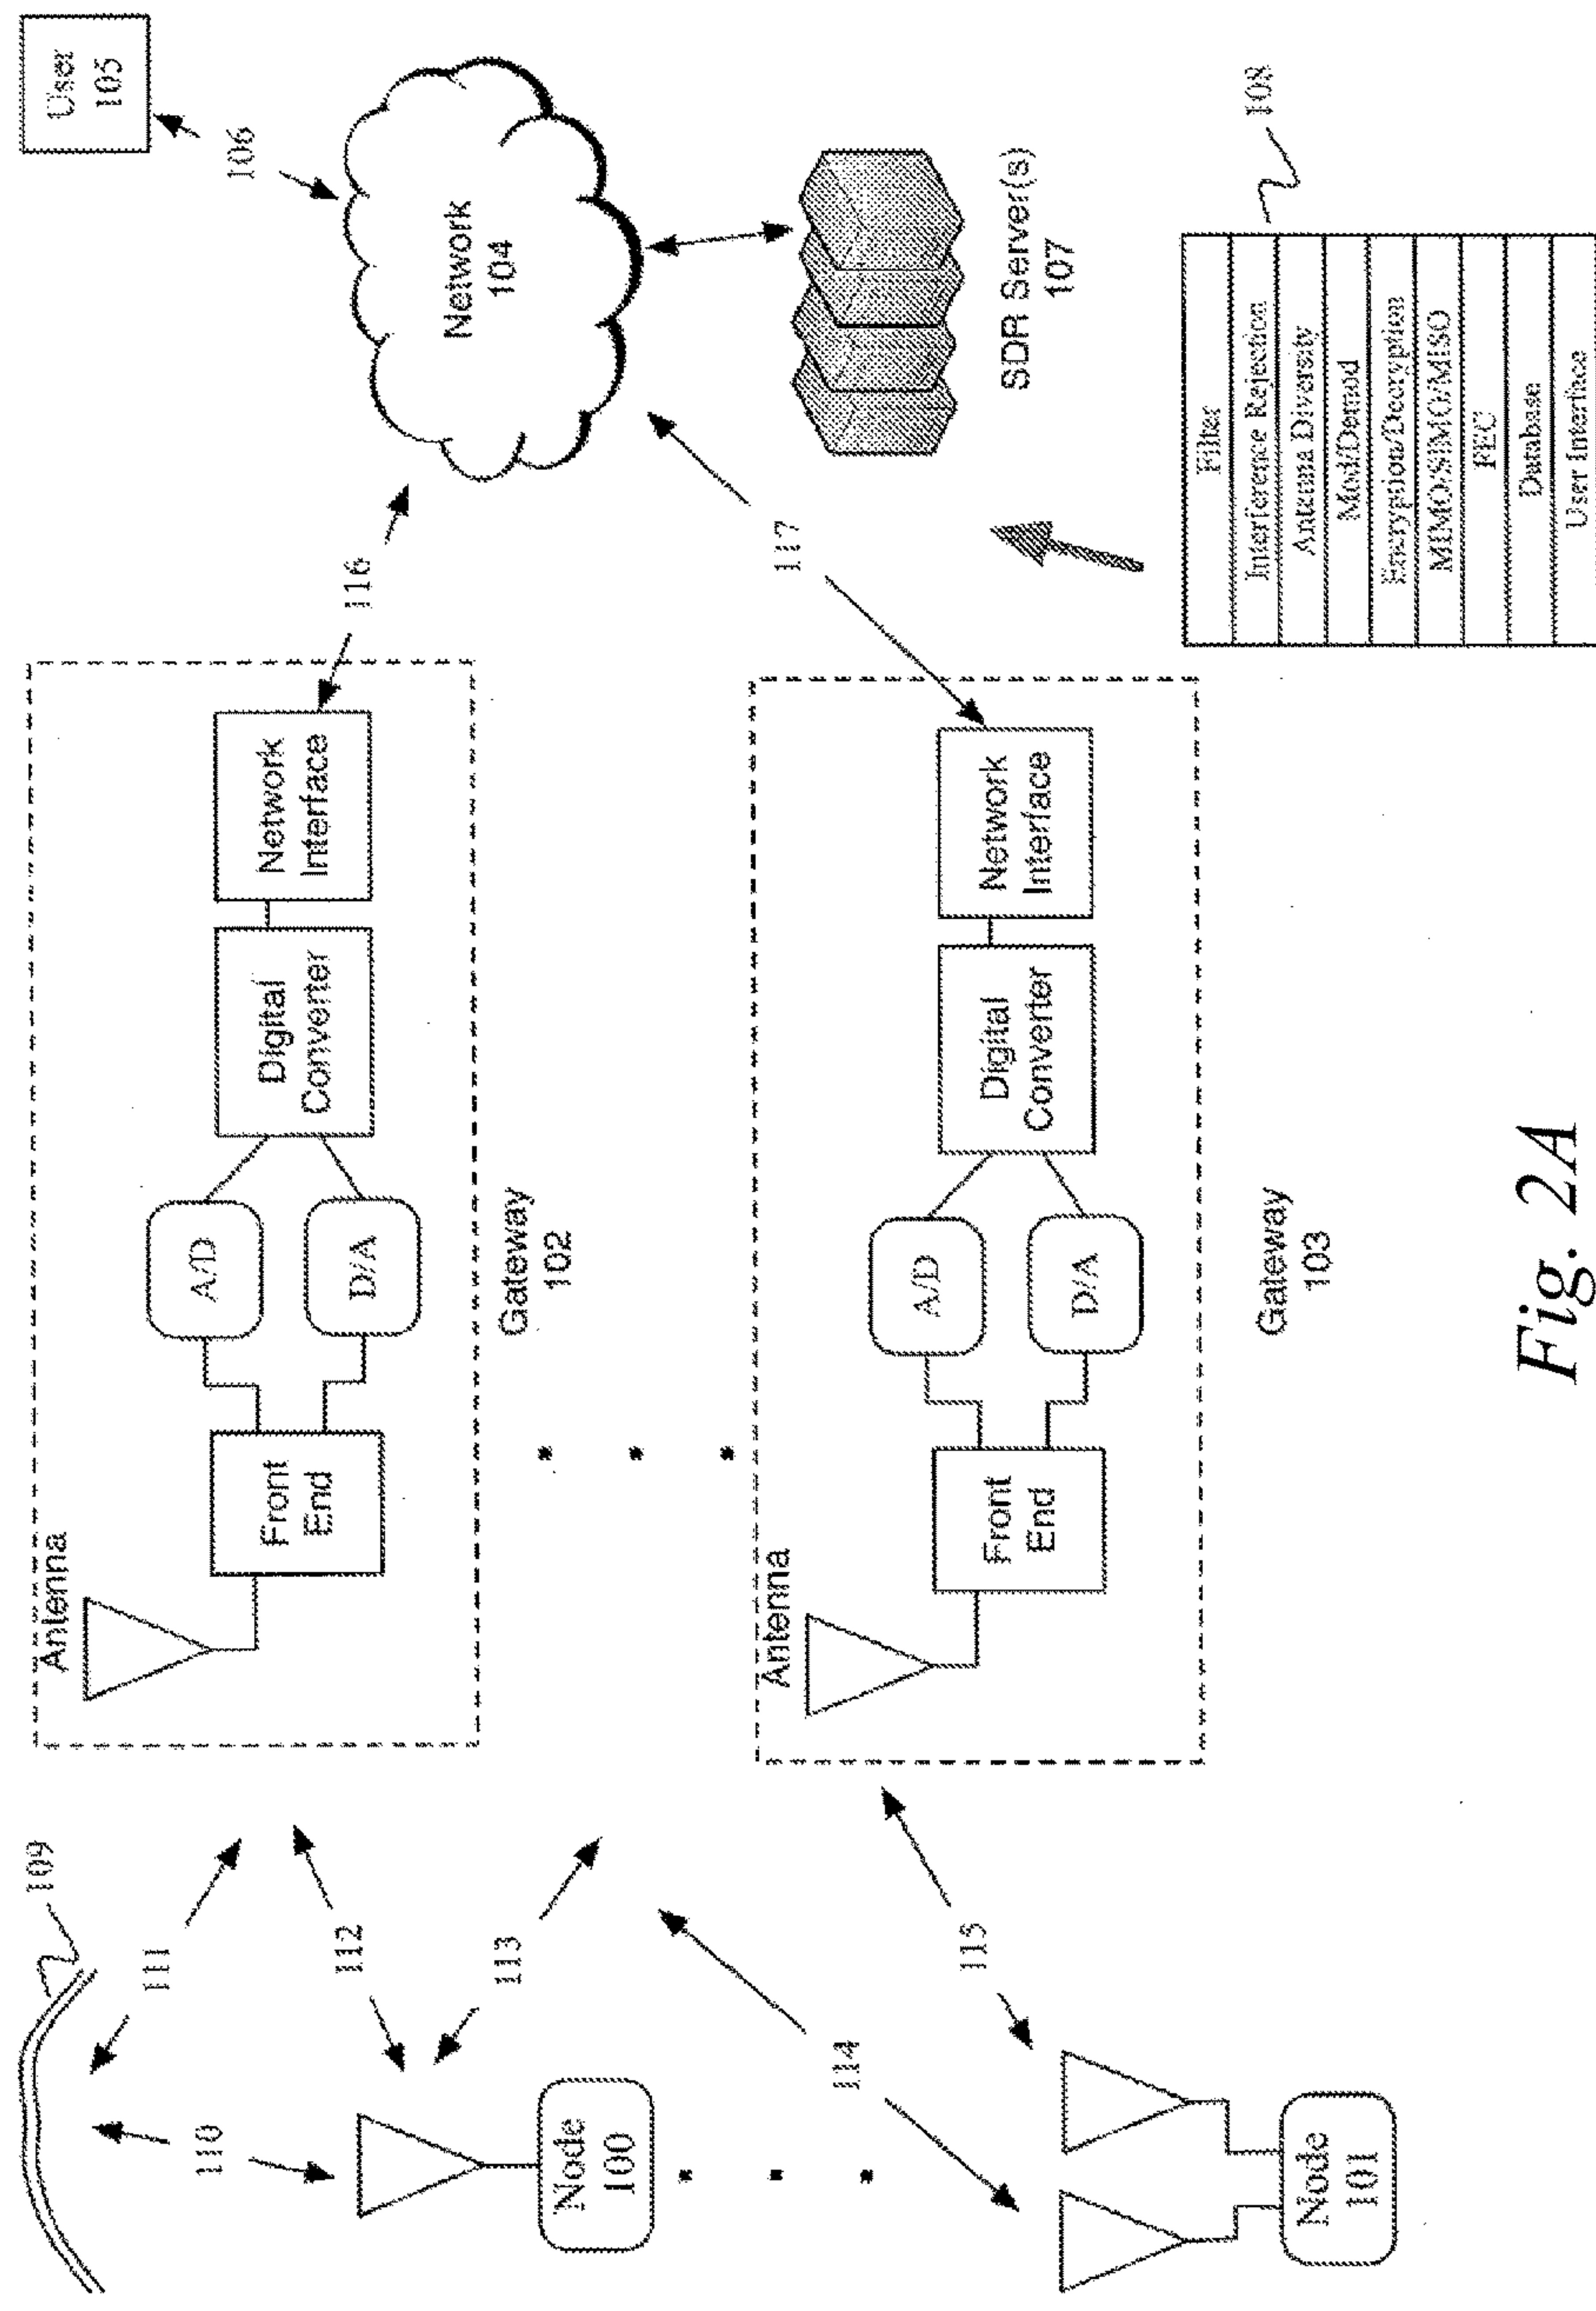 109
111
110
112
113
114
115
Node
100
Node
101
Antenna
Front
End
A/D
D/A
Digital
Converter
Network
Interface
Gateway
102
Antenna
Front
End
A/D
D/A
Digital
Converter
Network
Interface
Gateway
103
116
117
User
105
106
Network
104
SDR Server(s)
107
108
Filter
Interference Rejection
Antenna Diversity
Mod/Demod
Encryption/Decryption
MIMO/SIMO/MISO
FEC
Database
User Interface
Fig. 2A